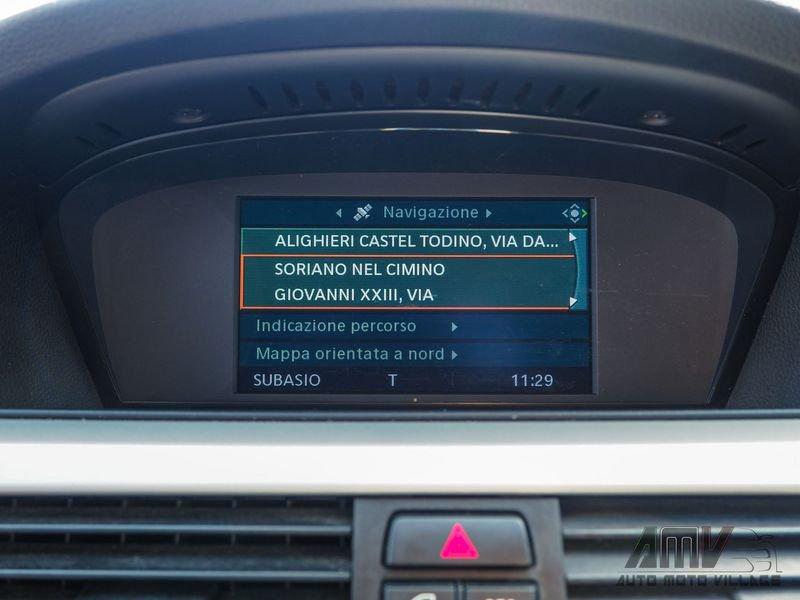 Navigazione
ALIGHIERI CASTEL TODINO, VIA DA...
SORIANO NEL CIMINO
GIOVANNI XXIII, VIA
Indicazione percorso
Mappa orientata a nord
SUBASIO T 11:29
AMV
AUTO MOTO VILLAGE